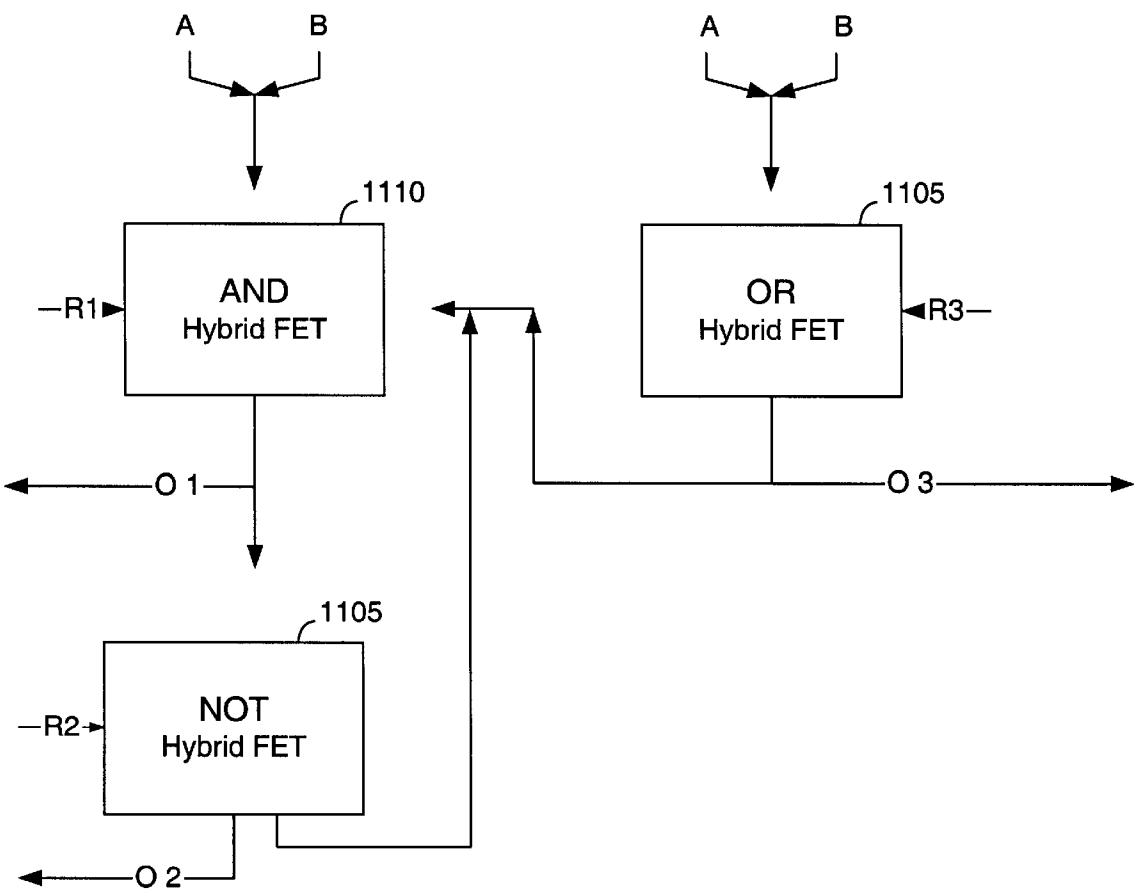 A B A B
1110
1105
R1
AND
Hybrid FET
OR
Hybrid FET
R3
O 1
O 3
1105
R2
NOT
Hybrid FET
O 2